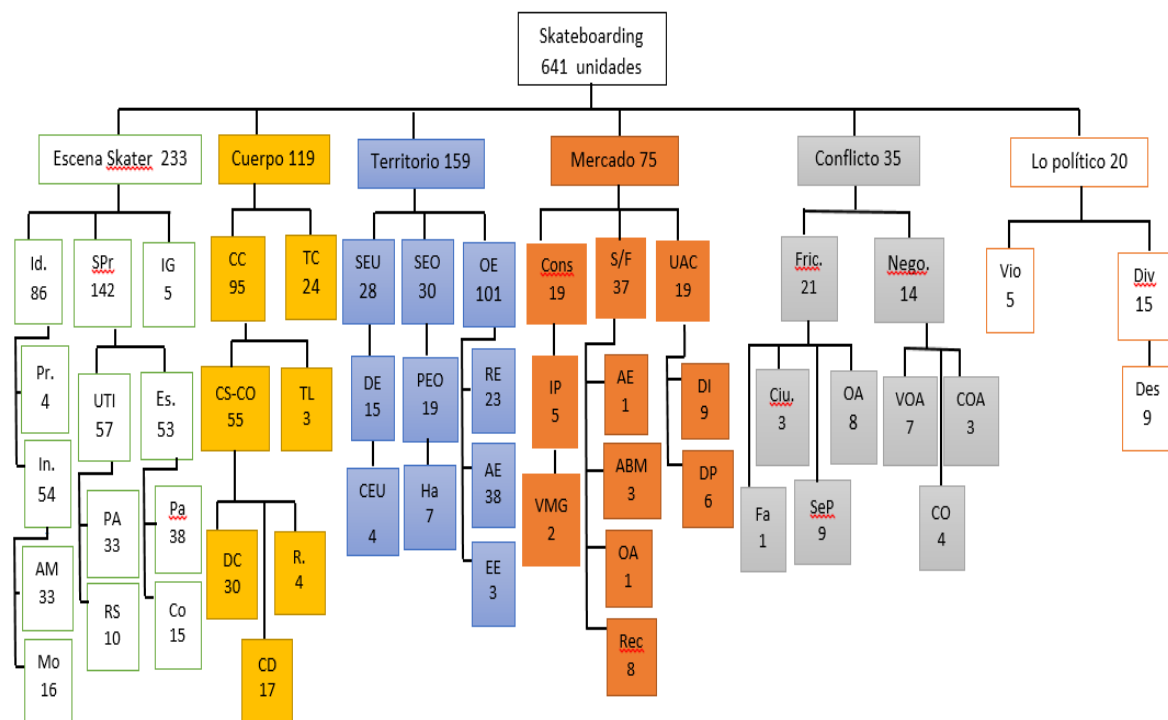 Skateboarding
641 unidades
Escena Skater 233
Cuerpo 119
Territorio 159
Mercado 75
Conflicto 35
Lo político 20
Id.
86
SPr
142
IG
5
CC
95
TC
24
SEU
28
SEO
30
OE
101
Cons
19
S/F
37
UAC
19
Fric.
21
Nego.
14
Vio
5
Div
15
Pr.
4
UTI
57
Es.
53
CS-CO
55
TL
3
DE
15
PEO
19
RE
23
IP
5
AE
1
DI
9
Ciu.
3
OA
8
VOA
7
COA
3
Des
9
In.
54
PA
33
Pa
38
DC
30
R.
4
CEU
4
Ha
7
AE
38
VMG
2
ABM
3
DP
6
Fa
1
SeP
9
CO
4
AM
33
RS
10
Co
15
EE
3
OA
1
Mo
16
CD
17
Rec
8